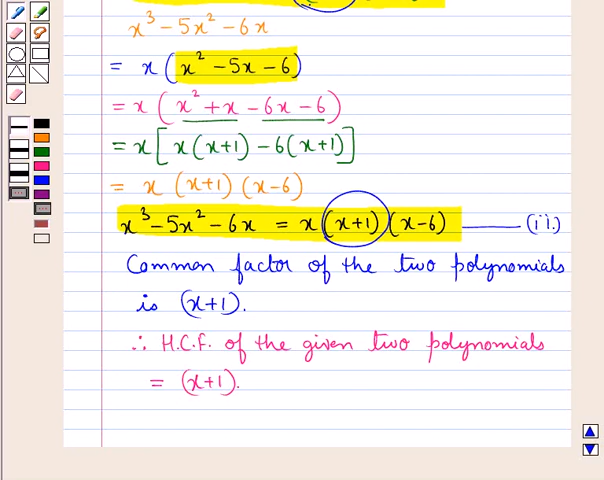 x³ - 5x² - 6x
= x (x² - 5x - 6)
= x (x² + x - 6x - 6)
= x [x (x+1) - 6 (x+1)]
= x (x+1) (x-6)
x³ - 5x² - 6x = x (x+1) (x-6) —— (ii.)
Common factor of the two polynomials
is (x+1).
∴ H.C.F. of the given two polynomials
= (x+1).